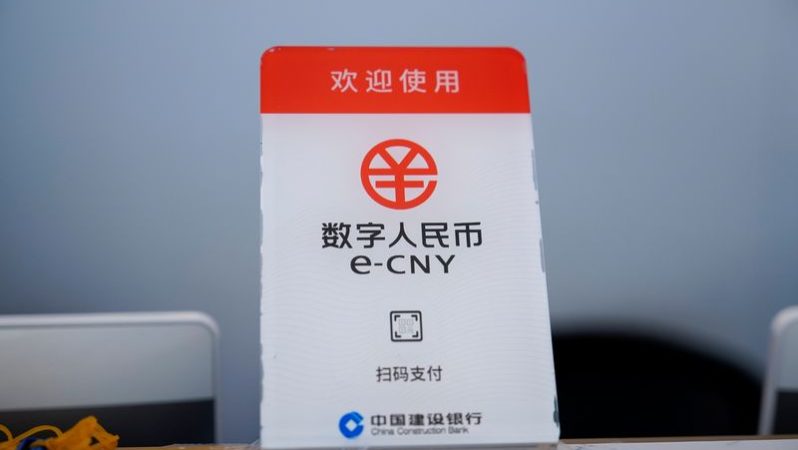 欢迎使用
数字人民币
e-CNY
扫码支付
中国建设银行
China Construction Bank